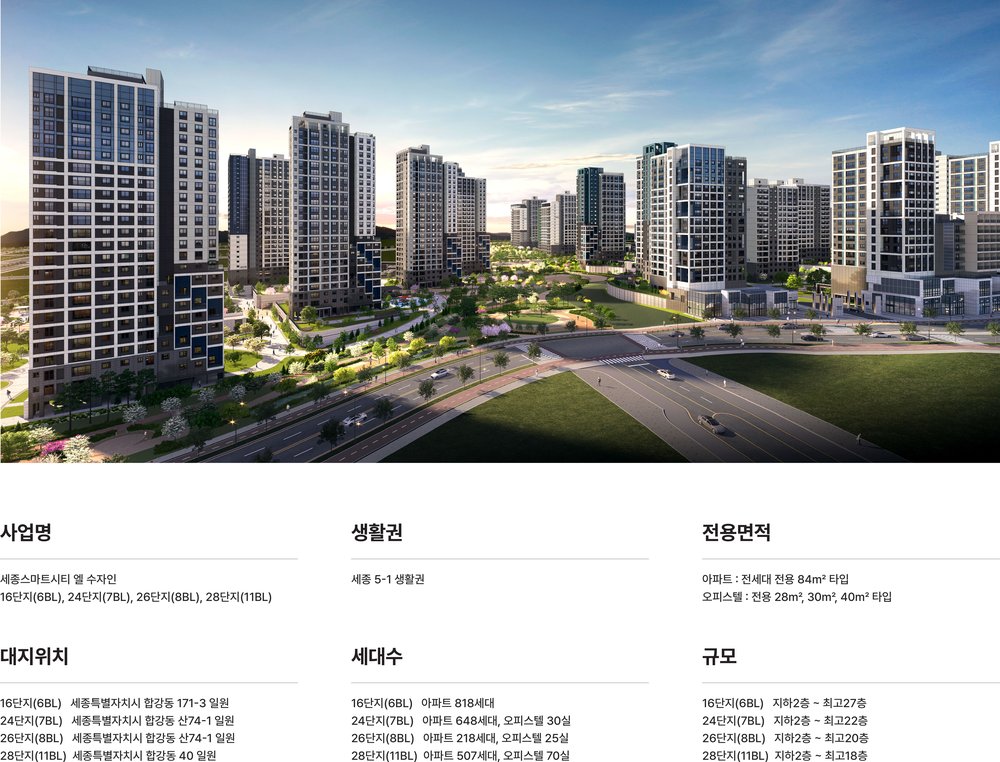 사업명
세종스마트시티 엘 수자인
16단지(6BL), 24단지(7BL), 26단지(8BL), 28단지(11BL)
생활권
세종 5-1 생활권
전용면적
아파트 : 전세대 전용 84m² 타입
오피스텔 : 전용 28m², 30m², 40m² 타입
대지위치
16단지(6BL) 세종특별자치시 합강동 171-3 일원
24단지(7BL) 세종특별자치시 합강동 산74-1 일원
26단지(8BL) 세종특별자치시 합강동 산74-1 일원
28단지(11BL) 세종특별자치시 합강동 40 일원
세대수
16단지(6BL) 아파트 818세대
24단지(7BL) 아파트 648세대, 오피스텔 30실
26단지(8BL) 아파트 218세대, 오피스텔 25실
28단지(11BL) 아파트 507세대, 오피스텔 70실
규모
16단지(6BL) 지하2층 ~ 최고27층
24단지(7BL) 지하2층 ~ 최고22층
26단지(8BL) 지하2층 ~ 최고20층
28단지(11BL) 지하2층 ~ 최고18층